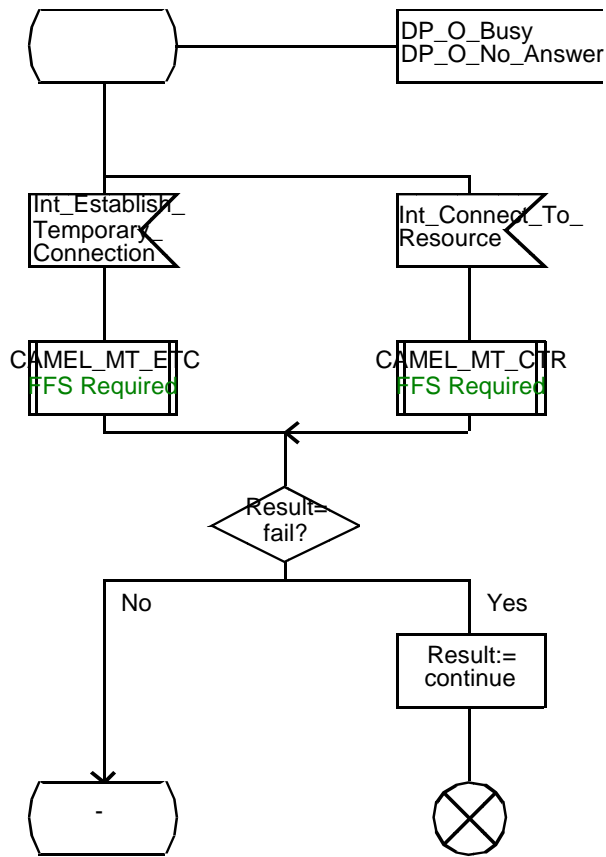 DP_O_Busy
DP_O_No_Answer
Int_Establish_
Temporary_
Connection
Int_Connect_To_
Resource
CAMEL_MT_ETC
FFS Required
CAMEL_MT_CTR
FFS Required
Result=
fail?
No
Yes
Result:=
continue
-